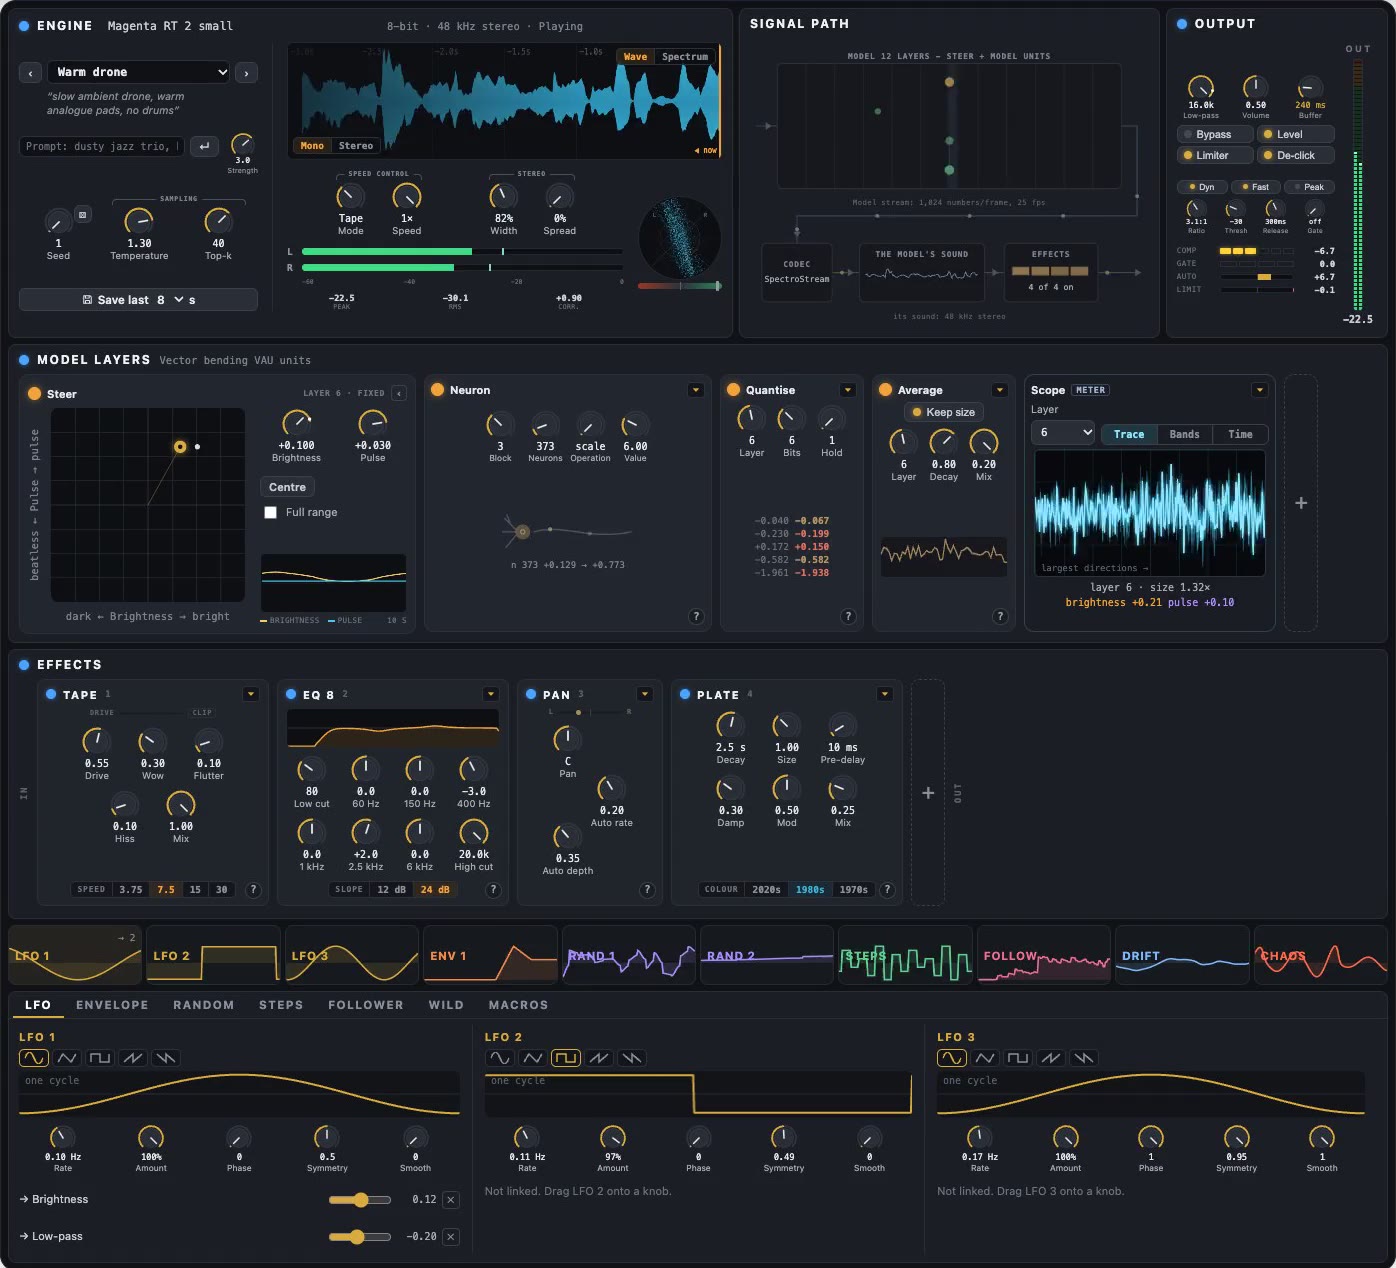 ENGINE Magenta RT 2 small
8-bit · 48 kHz stereo · Playing
‹ Warm drone ›
“slow ambient drone, warm
analogue pads, no drums”
Prompt: dusty jazz trio,
3.0
Strength
SAMPLING
1 1.30 40
Seed Temperature Top-k
Save last 8 s
−2.0s −1.5s −1.0s
Wave Spectrum
Mono Stereo
now
SPEED CONTROL STEREO
Tape 1× 82% 0%
Mode Speed Width Spread
L R
L
R
−60 −40 −20 0
−22.5 −30.1 +0.90
PEAK RMS CORR.
SIGNAL PATH
MODEL 12 LAYERS − STEER + MODEL UNITS
Model stream: 1,024 numbers/frame, 25 fps
CODEC
SpectroStream
THE MODEL'S SOUND
EFFECTS
4 of 4 on
its sound: 48 kHz stereo
OUTPUT
OUT
16.0k 0.50 240 ms
Low-pass Volume Buffer
Bypass Level
Limiter De-click
Dyn Fast Peak
3.1:1 −30 300ms off
Ratio Thresh Release Gate
COMP −6.7
GATE 0.0
AUTO +6.7
LIMIT −0.1
−22.5
MODEL LAYERS Vector bending VAU units
Steer
LAYER 6 · FIXED ‹
beatless ← Pulse → pulse
dark ← Brightness → bright
+0.100 +0.030
Brightness Pulse
Centre
Full range
BRIGHTNESS PULSE 10 S
Neuron
3 373 scale 6.00
Block Neurons Operation Value
n 373 +0.129 → +0.773
?
Quantise
6 6 1
Layer Bits Hold
−0.040 −0.067
−0.230 −0.199
+0.172 +0.150
−0.582 −0.582
−1.961 −1.938
?
Average
Keep size
6 0.80 0.20
Layer Decay Mix
?
Scope METER
Layer
6 Trace Bands Time
largest directions →
layer 6 · size 1.32×
brightness +0.21 pulse +0.10
+
EFFECTS
IN
TAPE 1
DRIVE CLIP
0.55 0.30 0.10
Drive Wow Flutter
0.10 1.00
Hiss Mix
SPEED 3.75 7.5 15 30 ?
EQ 8 2
80 0.0 0.0 −3.0
Low cut 60 Hz 150 Hz 400 Hz
0.0 +2.0 0.0 20.0k
1 kHz 2.5 kHz 6 kHz High cut
SLOPE 12 dB 24 dB ?
PAN 3
L R
C
Pan
0.20
Auto rate
0.35
Auto depth
?
PLATE 4
2.5 s 1.00 10 ms
Decay Size Pre-delay
0.30 0.50 0.25
Damp Mod Mix
COLOUR 2020s 1980s 1970s ?
+
OUT
→ 2
LFO 1 LFO 2 LFO 3 ENV 1 RAND 1 RAND 2 STEPS FOLLOW DRIFT CHAOS
LFO ENVELOPE RANDOM STEPS FOLLOWER WILD MACROS
LFO 1
one cycle
0.10 Hz 100% 0 0.5 0
Rate Amount Phase Symmetry Smooth
→ Brightness 0.12 ×
→ Low-pass −0.20 ×
LFO 2
one cycle
0.11 Hz 97% 0 0.49 0
Rate Amount Phase Symmetry Smooth
Not linked. Drag LFO 2 onto a knob.
LFO 3
one cycle
0.17 Hz 100% 1 0.95 1
Rate Amount Phase Symmetry Smooth
Not linked. Drag LFO 3 onto a knob.